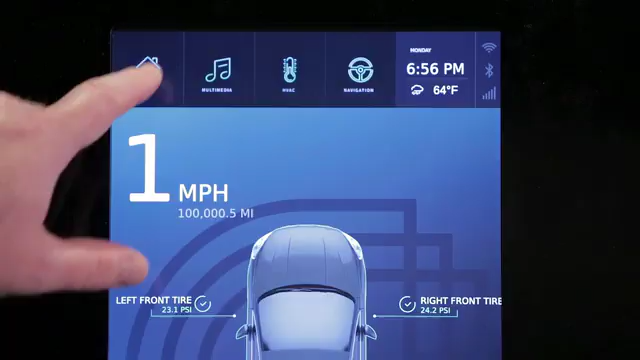 MULTIMEDIA
HVAC
NAVIGATION
MONDAY
6:56 PM
64°F
1 MPH
100,000.5 MI
LEFT FRONT TIRE
23.1 PSI
RIGHT FRONT TIRE
24.2 PSI